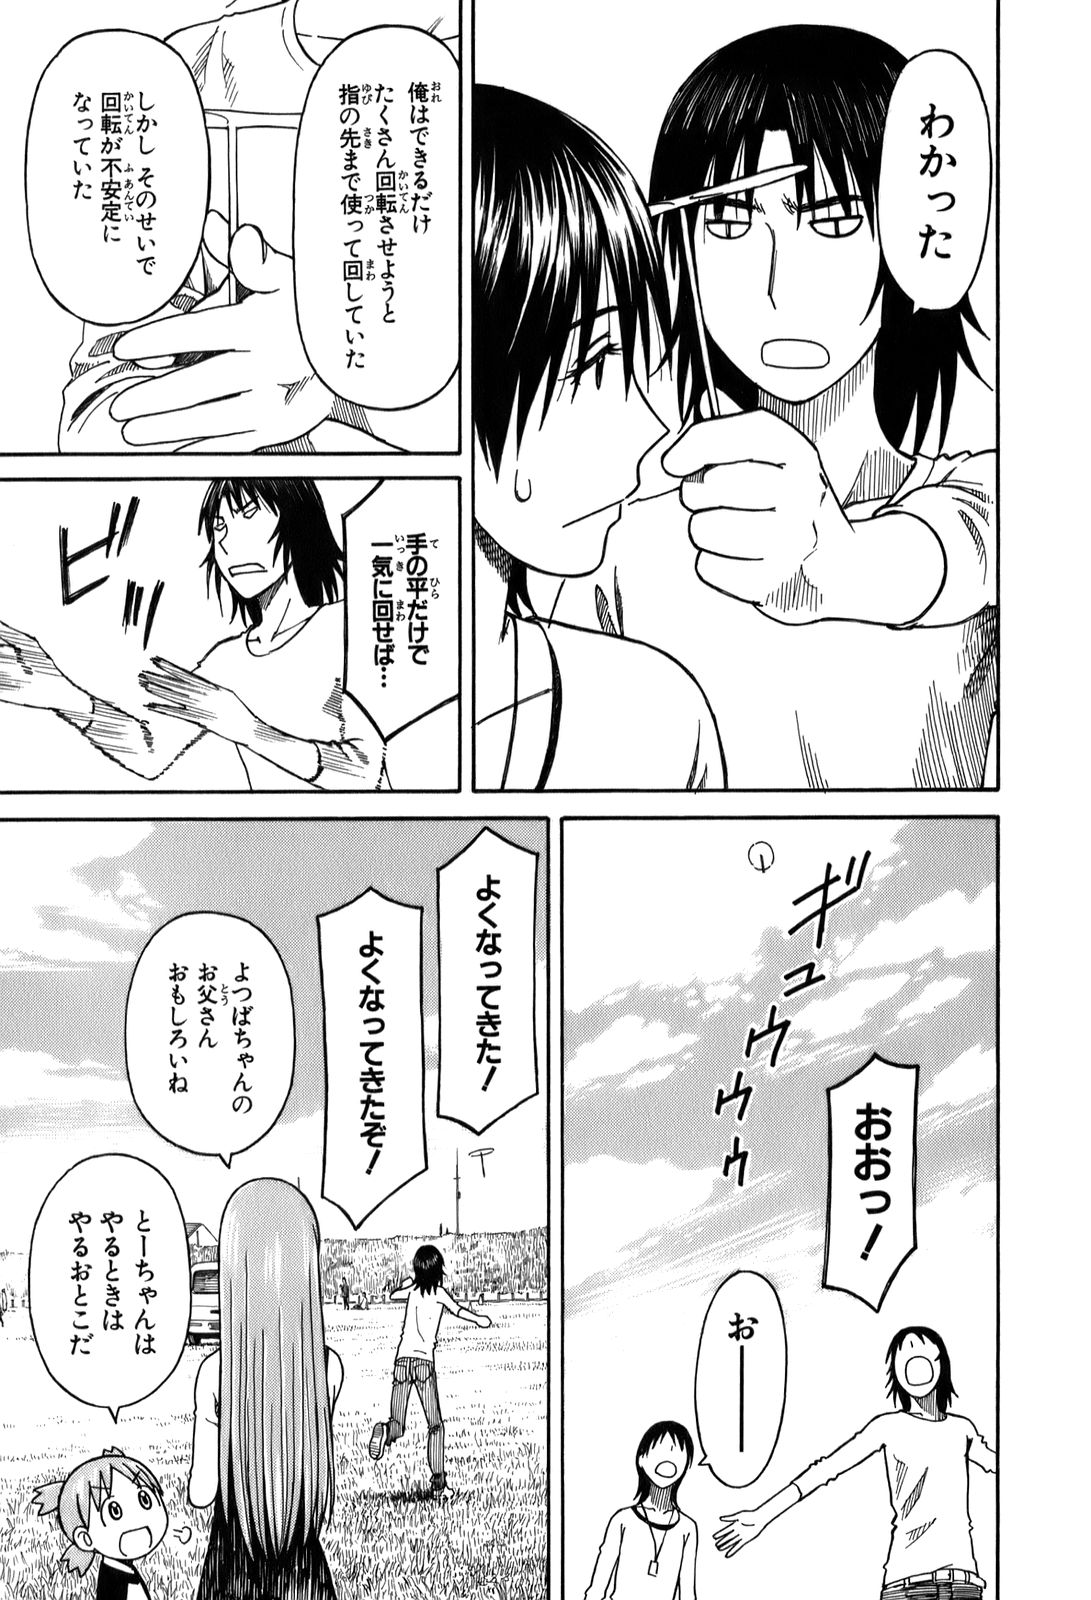 わかった
俺はできるだけ
たくさん回転させようと
指の先まで使って回していた
しかし そのせいで
回転が不安定に
なっていた
手の平だけで
一気に回せば…
ビッ
ギュウウゥ
おおっ!
おーー
よくなってきた!
よくなってきたぞ!
よつばちゃんの
お父さん
おもしろいね
とーちゃんは
やるときは
やるおとこだ